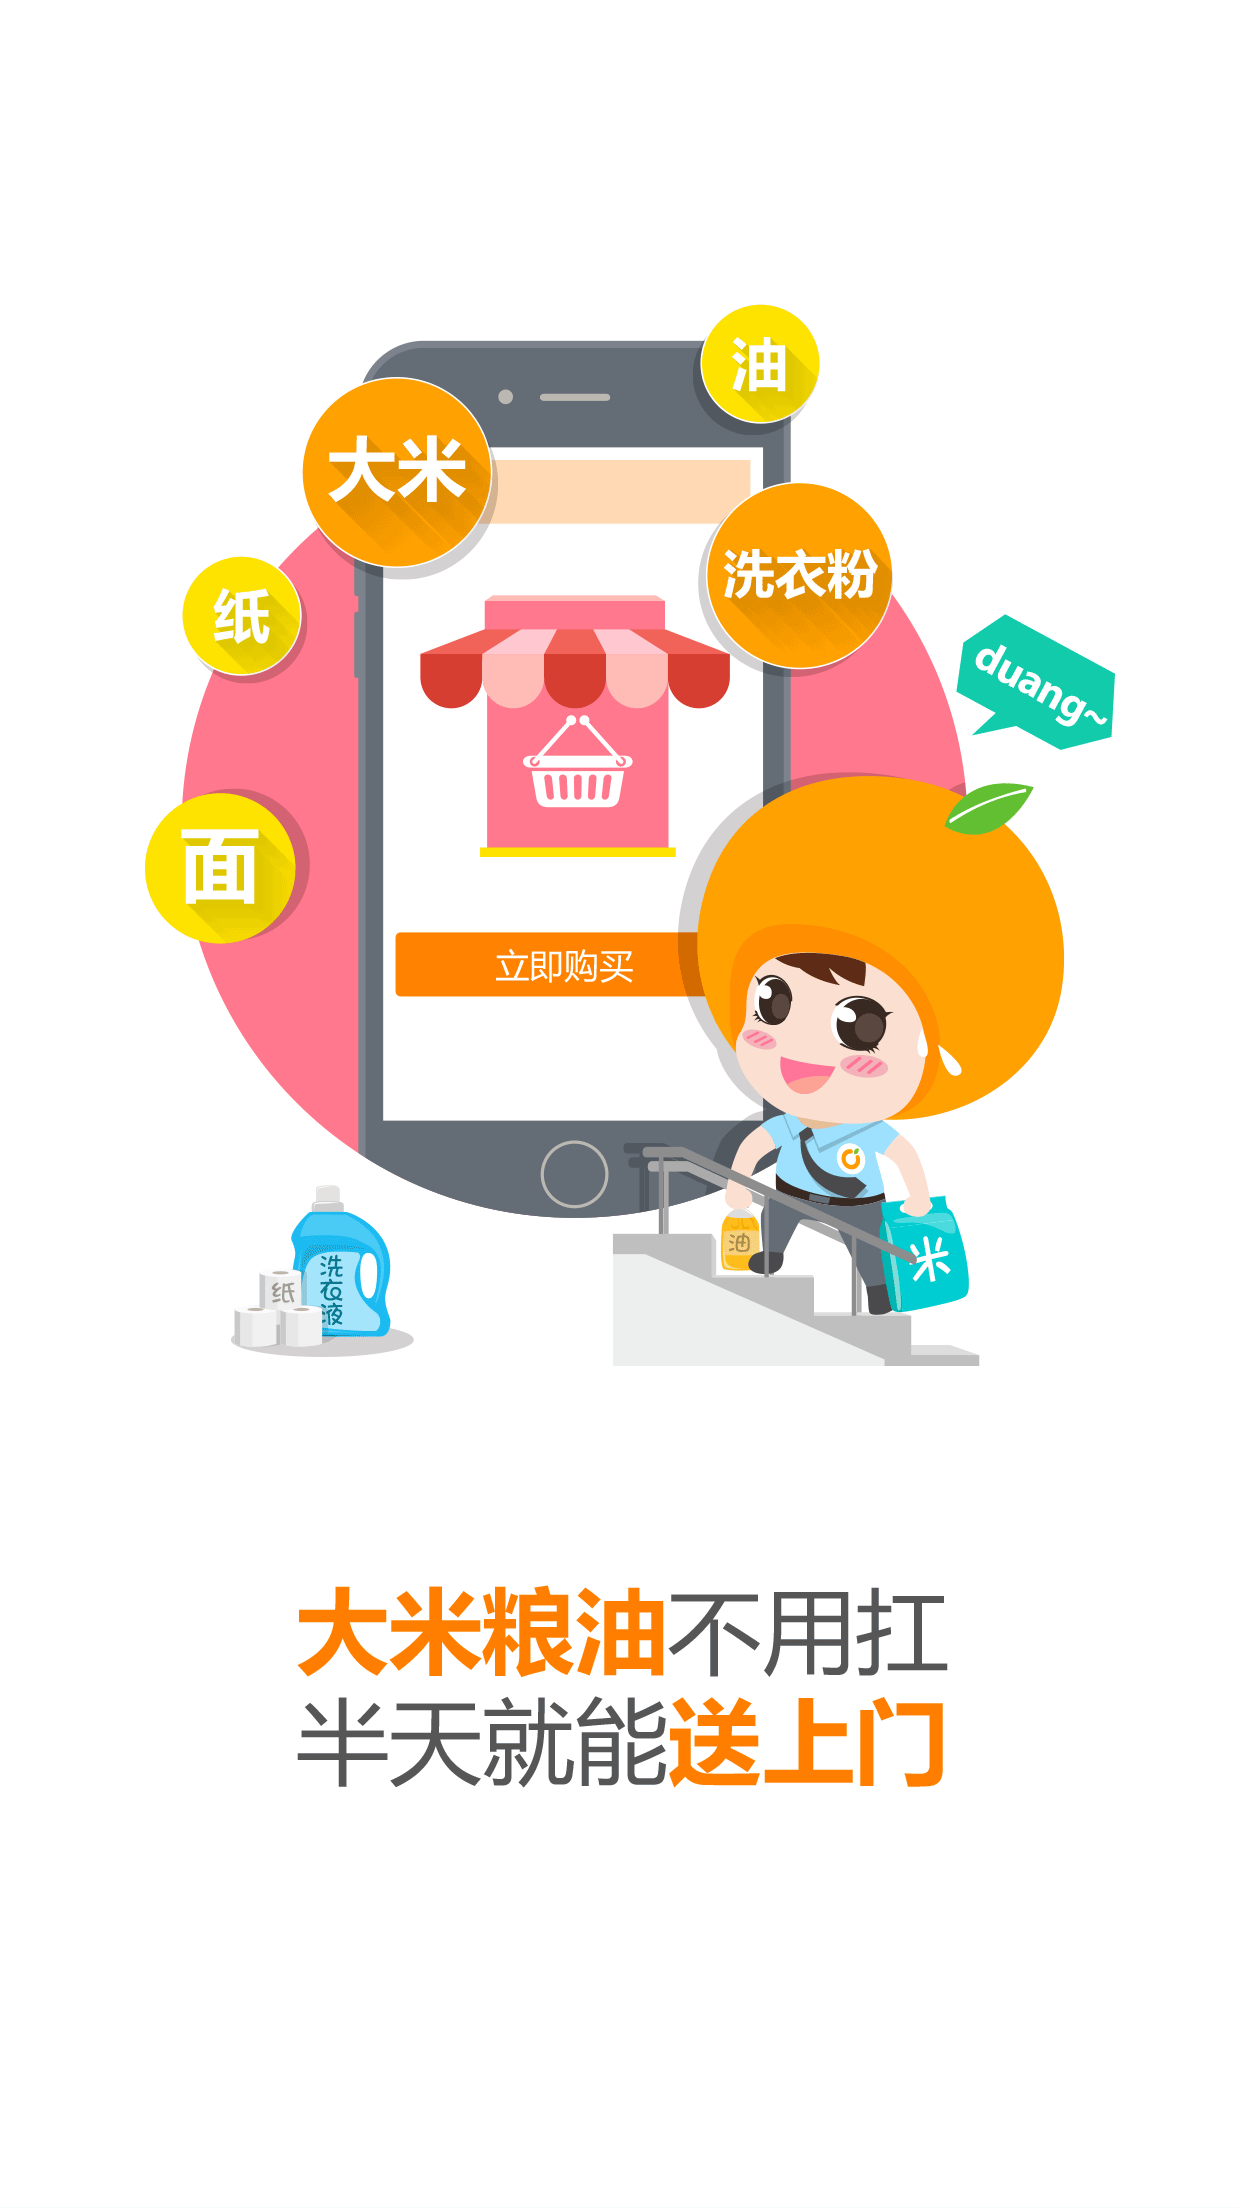 油
大米
洗衣粉
纸
duang~
面
立即购买
油
米
洗衣液
纸
大米粮油不用扛
半天就能送上门